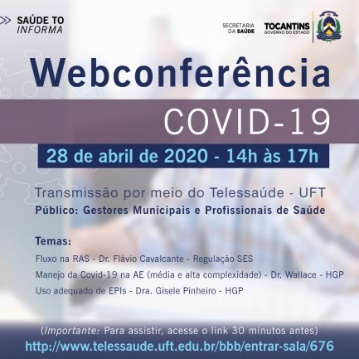 >> SAÚDE TO
INFORMA
SECRETARIA
DA SAÚDE
TOCANTINS
GOVERNO DO ESTADO
Webconferência
COVID-19
28 de abril de 2020 - 14h às 17h
Transmissão por meio do Telessaúde - UFT
Público: Gestores Municipais e Profissionais de Saúde
Temas:
Fluxo na RAS - Dr. Flávio Cavalcante - Regulação SES
Manejo da Covid-19 na AE (média e alta complexidade) - Dr. Wallace - HGP
Uso adequado de EPIs - Dra. Gisele Pinheiro - HGP
(Importante: Para assistir, acesse o link 30 minutos antes)
http://www.telessaude.uft.edu.br/bbb/entrar-sala/676